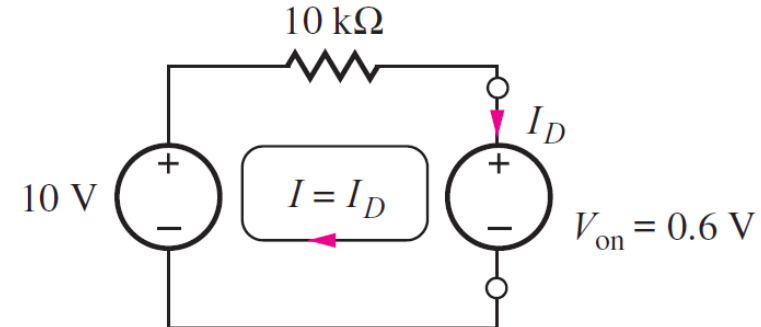 10 kΩ
I_D
+
+
10 V
I = I_D
V_on = 0.6 V
−
−